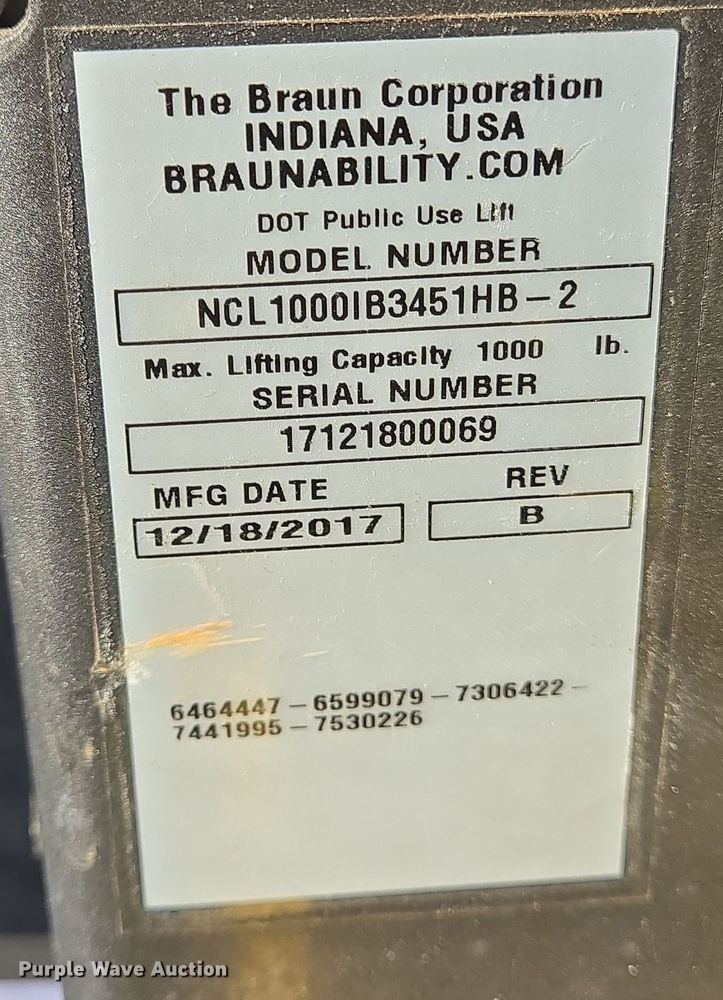 The Braun Corporation
INDIANA, USA
BRAUNABILITY.COM
DOT Public Use Lift
MODEL NUMBER
NCL1000IB3451HB-2
Max. Lifting Capacity 1000 lb.
SERIAL NUMBER
17121800069
MFG DATE REV
12/18/2017 B
6464447 - 6599079 - 7306422 -
7441995 - 7530226
Purple Wave Auction